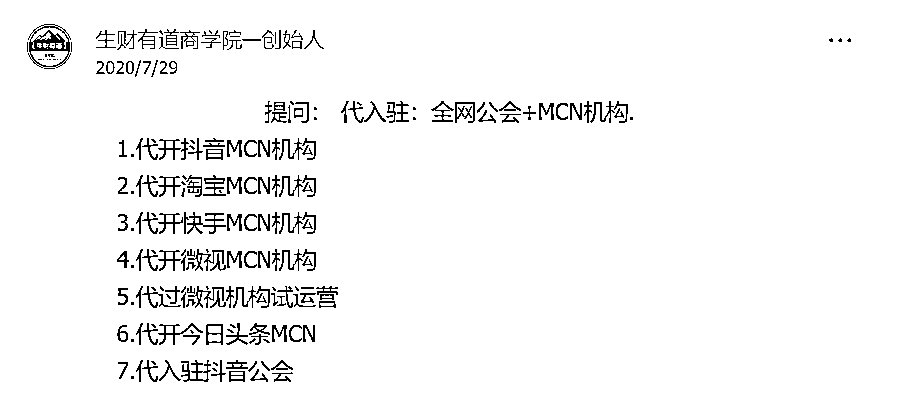 生财有道商学院—创始人
2020/7/29
提问： 代入驻：全网公会+MCN机构.
1.代开抖音MCN机构
2.代开淘宝MCN机构
3.代开快手MCN机构
4.代开微视MCN机构
5.代过微视机构试运营
6.代开今日头条MCN
7.代入驻抖音公会